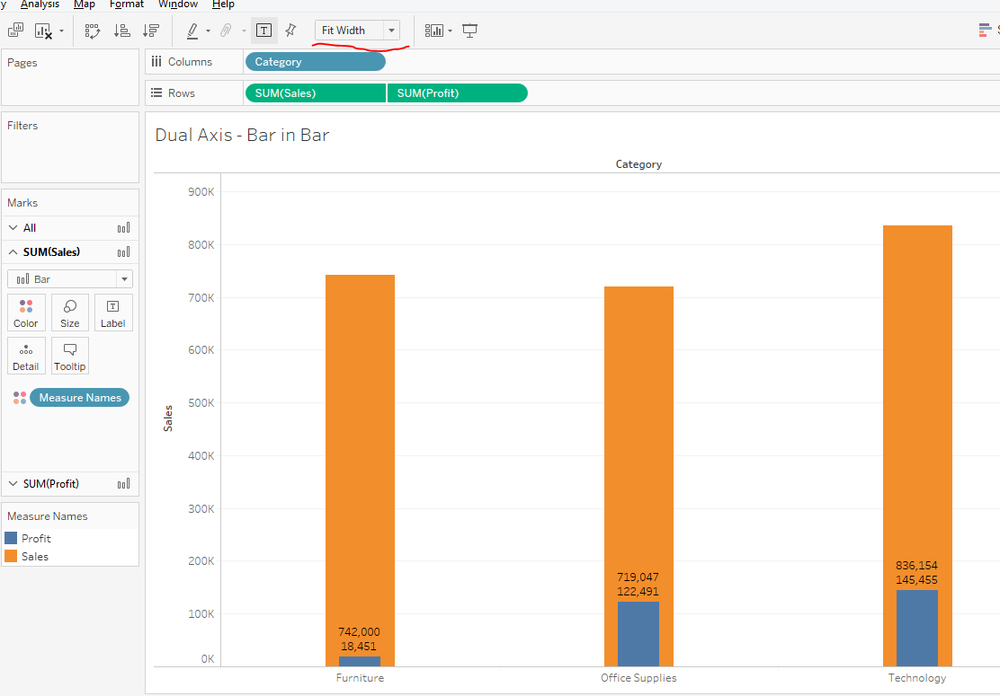 y Analysis Map Format Window Help
Fit Width
Pages
Columns Category
Rows SUM(Sales) SUM(Profit)
Filters
Marks
All
SUM(Sales)
Bar
Color Size Label
Detail Tooltip
Measure Names
SUM(Profit)
Measure Names
Profit
Sales
Dual Axis - Bar in Bar
Category
900K
800K
700K
600K
500K
400K
300K
200K
100K
0K
Sales
742,000
18,451
719,047
122,491
836,154
145,455
Furniture Office Supplies Technology